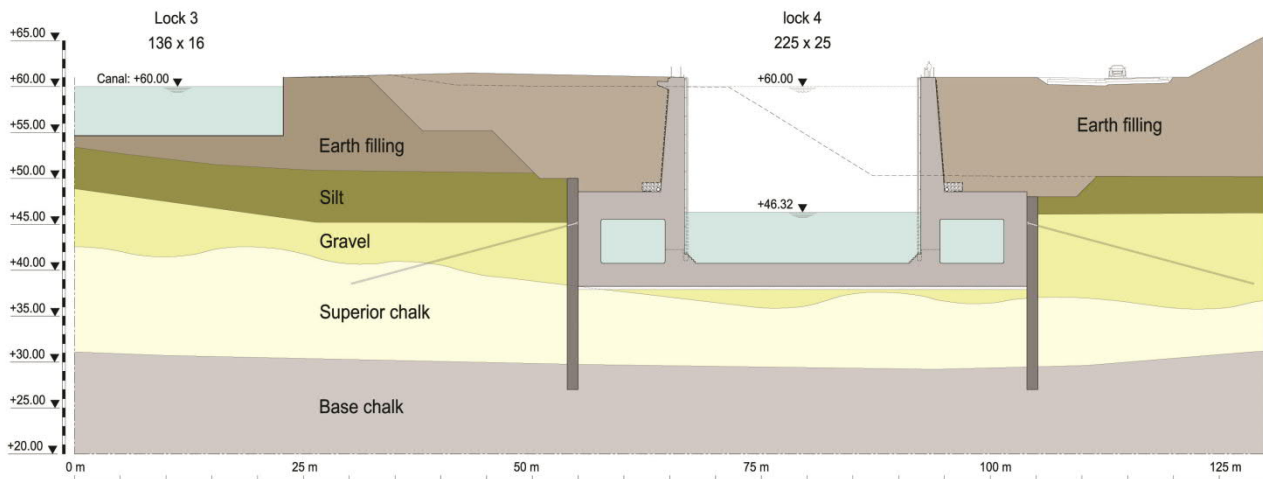 Lock 3
136 x 16
lock 4
225 x 25
+65.00
+60.00
Canal: +60.00
+60.00
+55.00
Earth filling
Earth filling
+50.00
Silt
+46.32
+45.00
Gravel
+40.00
Superior chalk
+35.00
+30.00
Base chalk
+25.00
+20.00
0 m
25 m
50 m
75 m
100 m
125 m